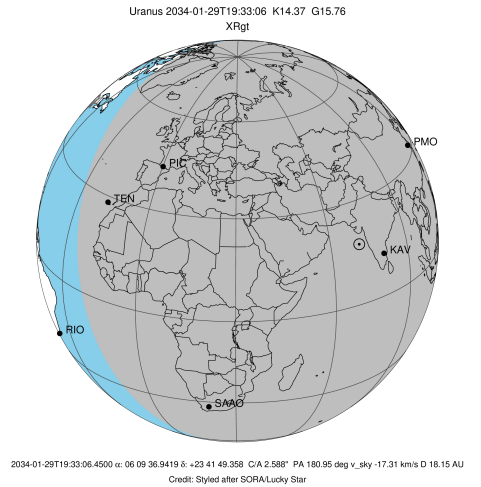 Uranus 2034-01-29T19:33:06 K14.37 G15.76
XRgt
PMO
PIC
TEN
KAV
RIO
SAAO
2034-01-29T19:33:06.4500 α: 06 09 36.9419 δ: +23 41 49.358 C/A 2.588" PA 180.95 deg v_sky -17.31 km/s D 18.15 AU
Credit: Styled after SORA/Lucky Star